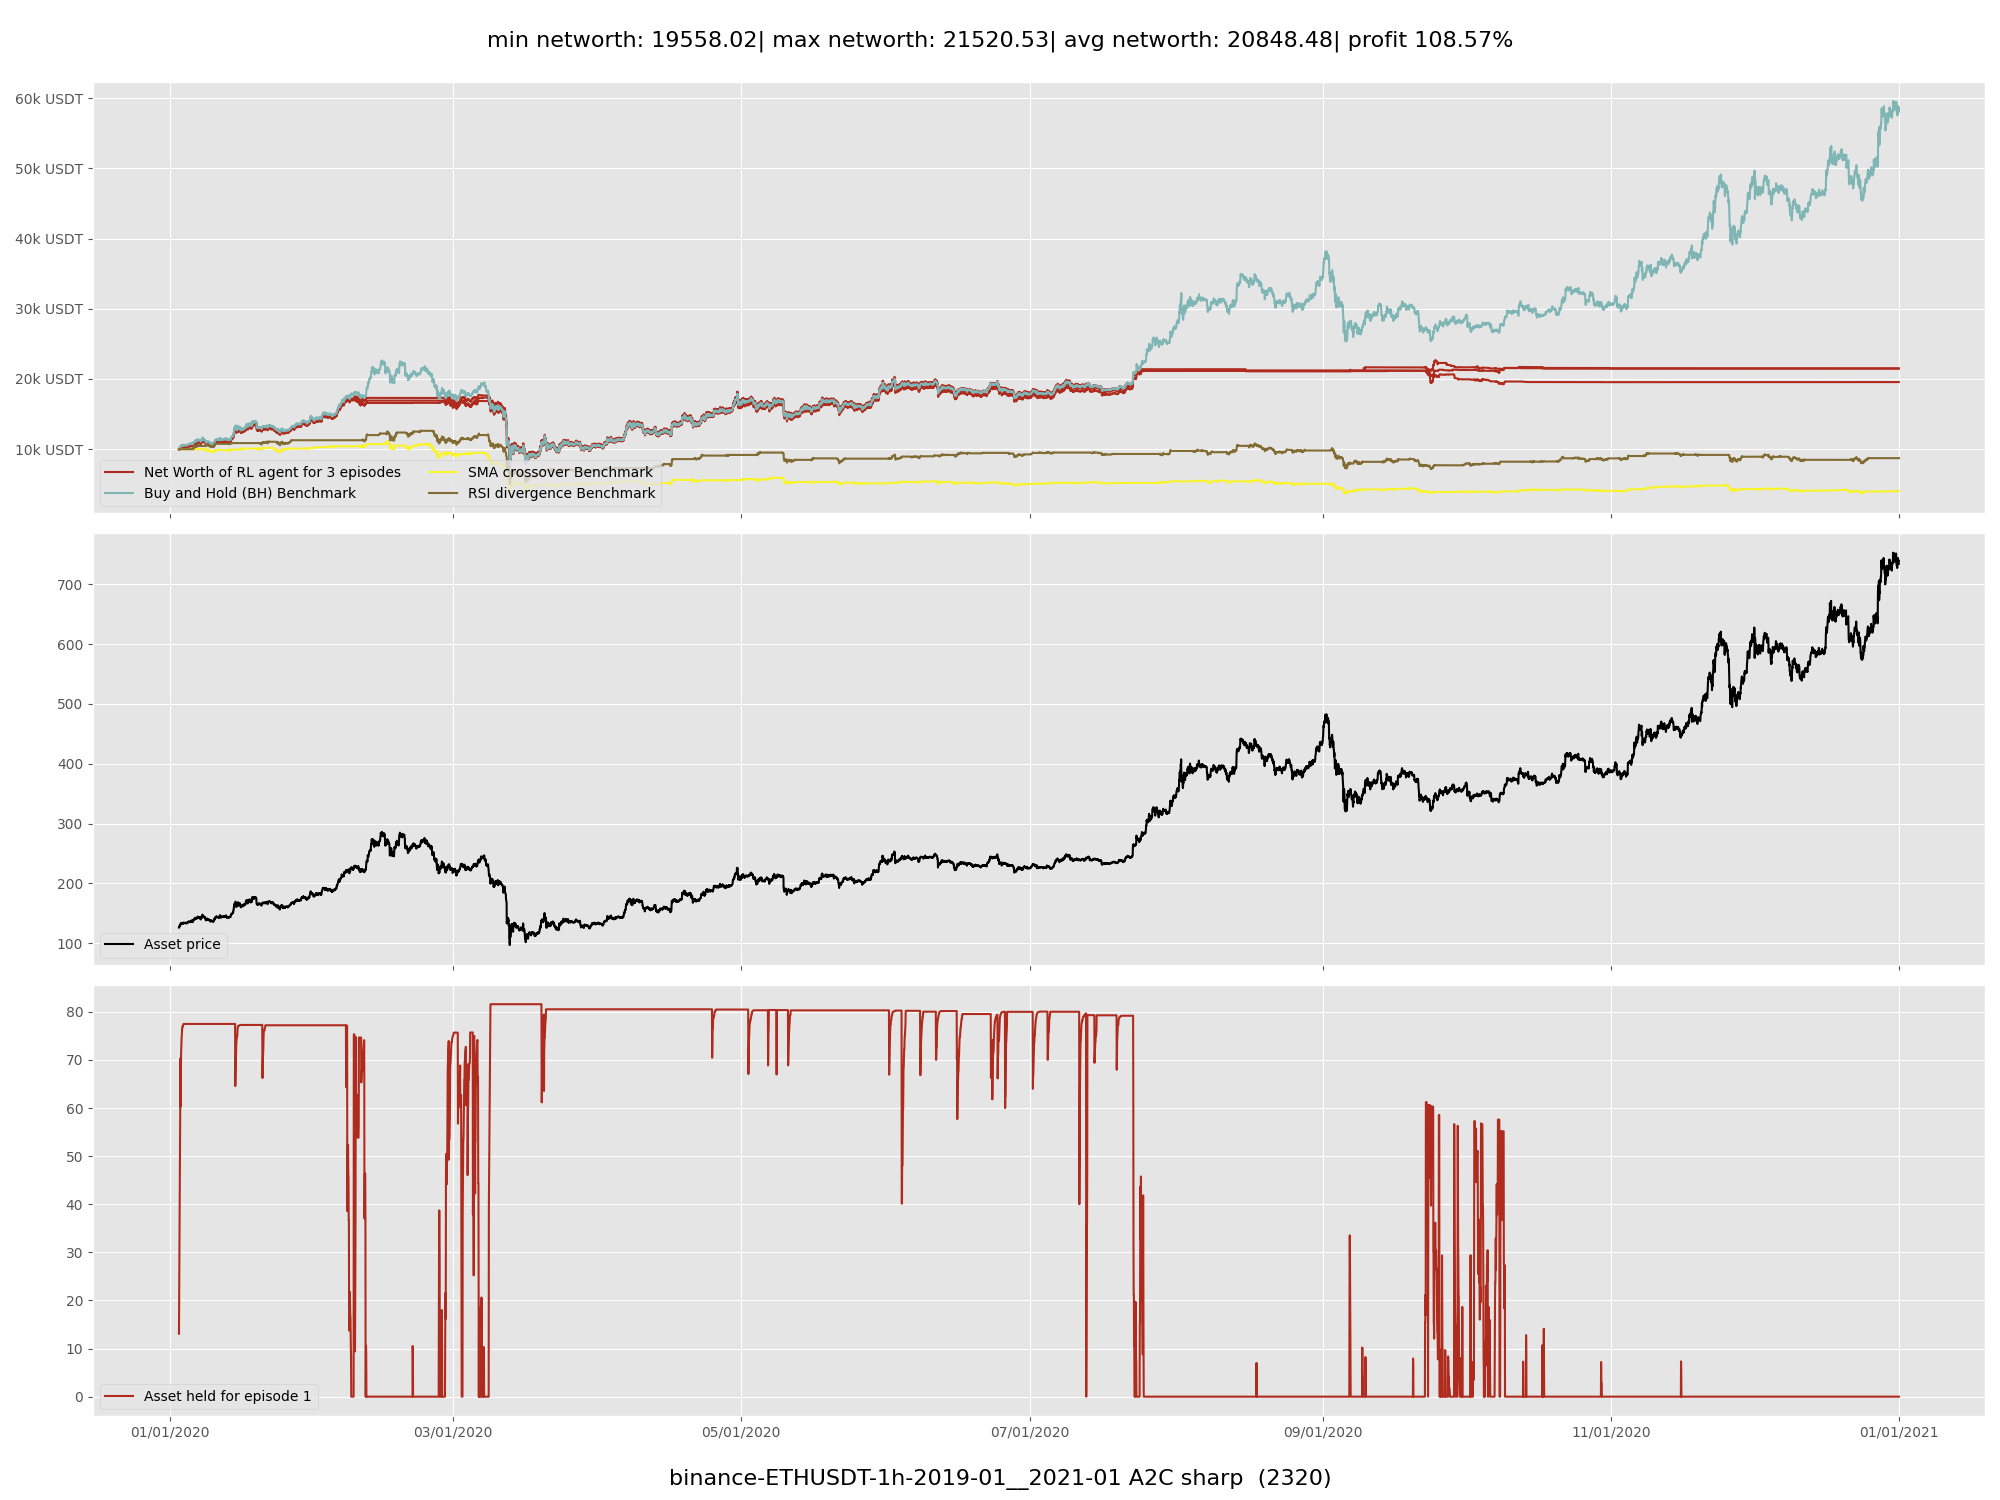 min networth: 19558.02| max networth: 21520.53| avg networth: 20848.48| profit 108.57%
60k USDT
50k USDT
40k USDT
30k USDT
20k USDT
10k USDT
Net Worth of RL agent for 3 episodes
Buy and Hold (BH) Benchmark
SMA crossover Benchmark
RSI divergence Benchmark
700
600
500
400
300
200
100
Asset price
80
70
60
50
40
30
20
10
0
Asset held for episode 1
01/01/2020
03/01/2020
05/01/2020
07/01/2020
09/01/2020
11/01/2020
01/01/2021
binance-ETHUSDT-1h-2019-01__2021-01 A2C sharp (2320)